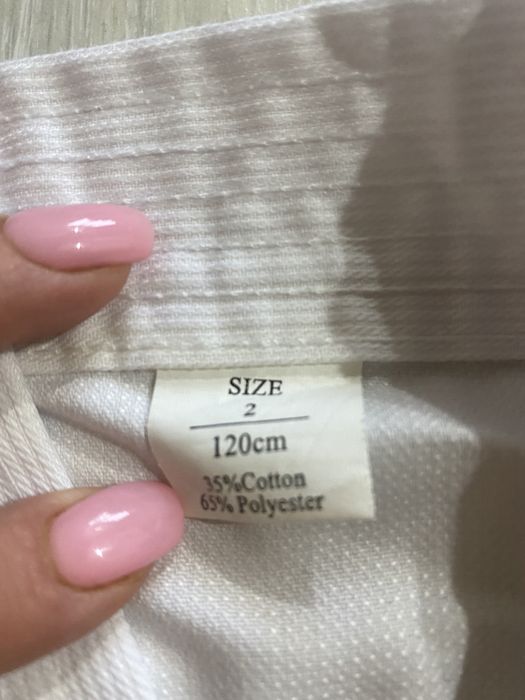 SIZE
2
120cm
35%Cotton
65% Polyester